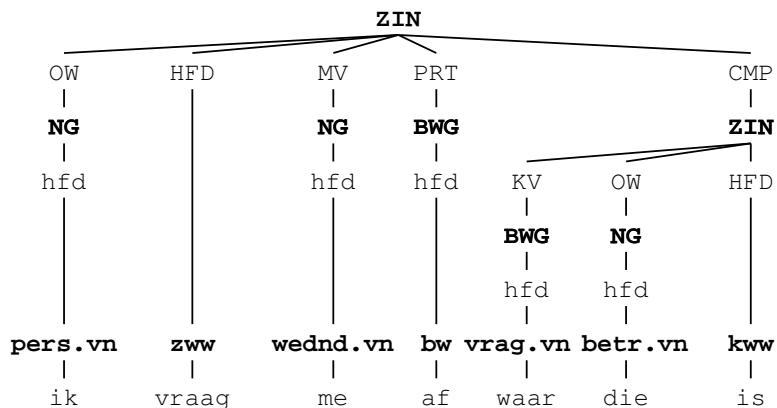 ZIN
OW HFD MV PRT CMP
NG NG BWG ZIN
hfd hfd hfd KV OW HFD
BWG NG
hfd hfd
pers.vn zww wednd.vn bw vrag.vn betr.vn kww
ik vraag me af waar die is